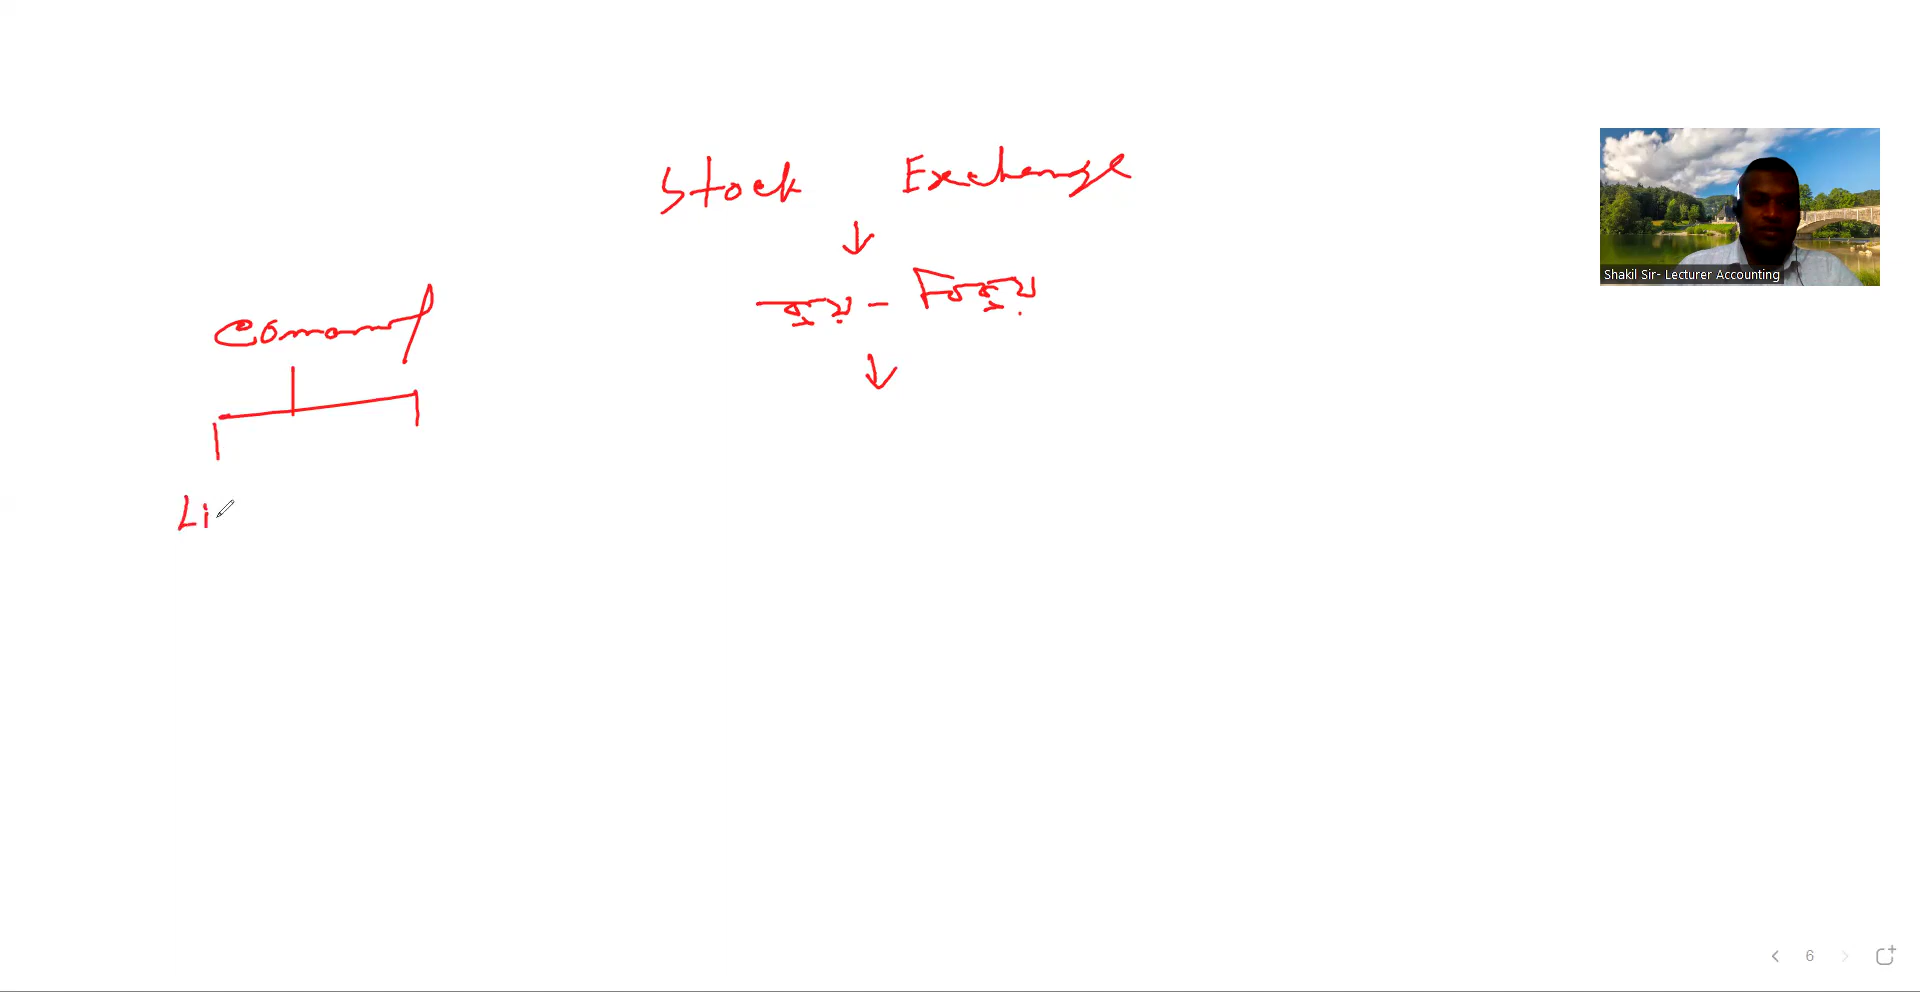 Stock Exchange
ক্রয় - বিক্রয়
Company
Li
Shakil Sir- Lecturer Accounting
6